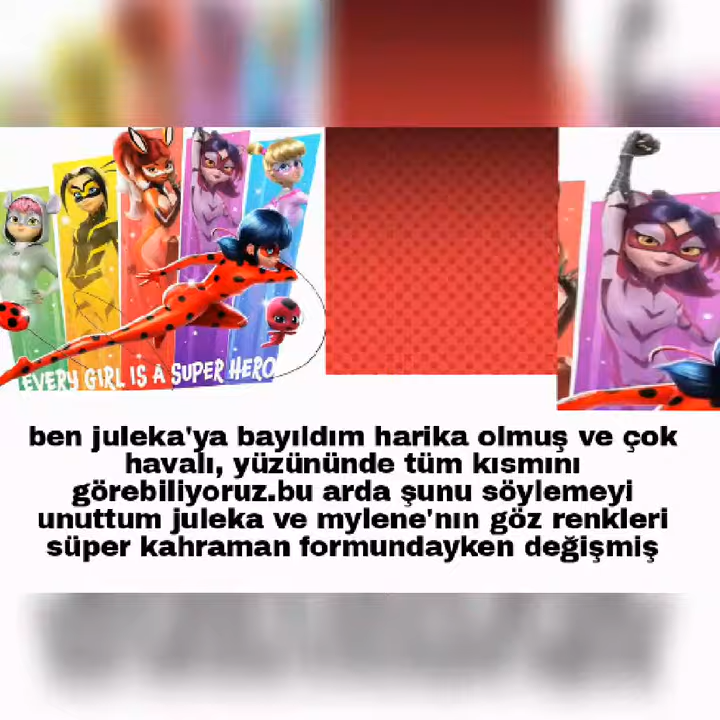 EVERY GIRL IS A SUPER HERO
ben juleka'ya bayıldım harika olmuş ve çok
havalı, yüzününde tüm kısmını
görebiliyoruz.bu arda şunu söylemeyi
unuttum juleka ve mylene'nın göz renkleri
süper kahraman formundayken değişmiş